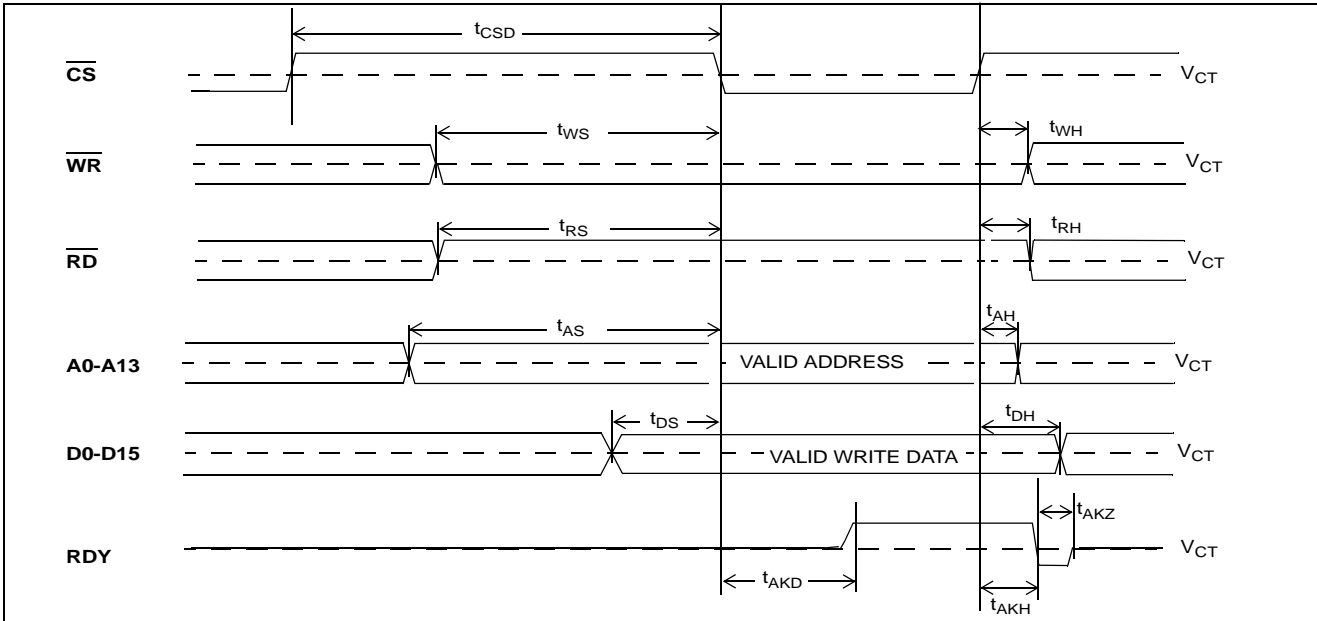 tCSD
CS VCT
tWS tWH
WR VCT
tRS tRH
RD VCT
tAS tAH
A0-A13 VALID ADDRESS VCT
tDS tDH
D0-D15 VALID WRITE DATA VCT
tAKZ
RDY VCT
tAKD
tAKH